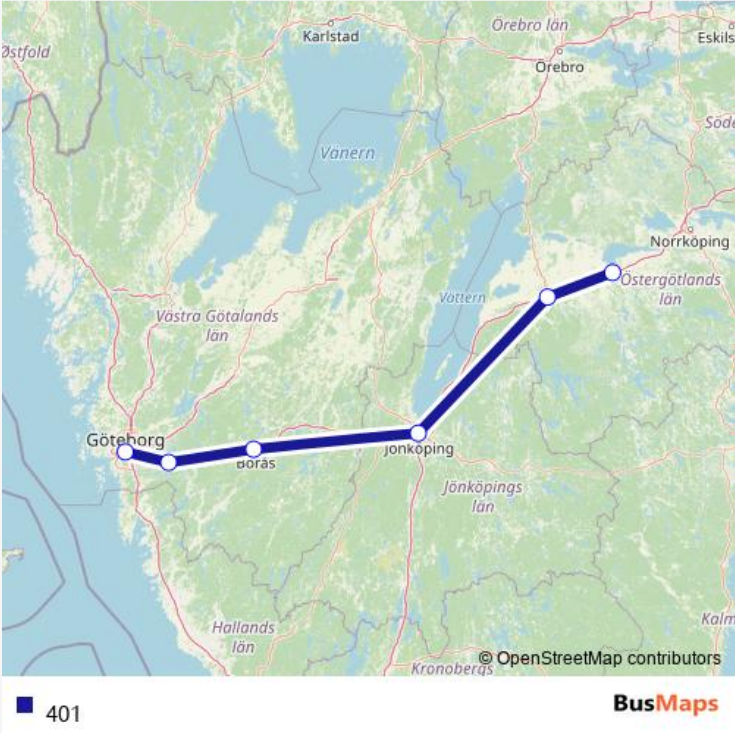 Karlstad
Örebro län
Eskils
Østfold
Örebro
Söde
Vänern
Norrköping
Vättern
Östergötlands
län
Västra Götalands
län
Göteborg
Borås
Jönköping
Jönköpings
län
Hallands
län
Kalm
Kronobergs
© OpenStreetMap contributors
401
BusMaps